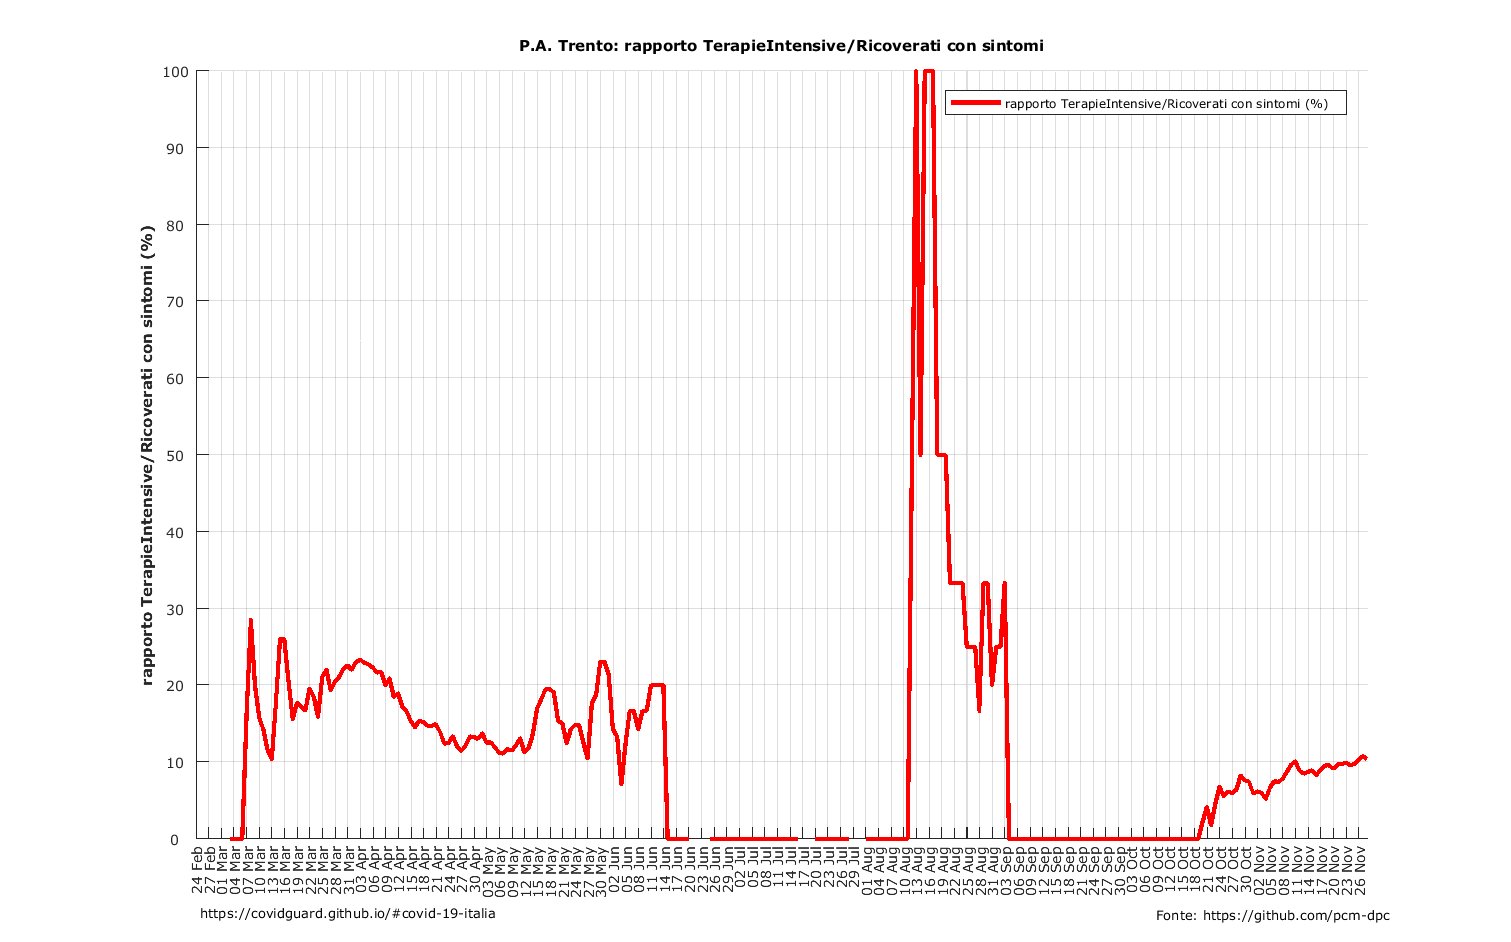 P.A. Trento: rapporto TerapieIntensive/Ricoverati con sintomi
rapporto TerapieIntensive/Ricoverati con sintomi (%)
rapporto TerapieIntensive/Ricoverati con sintomi (%)
100
90
80
70
60
50
40
30
20
10
0
24 Feb
27 Feb
01 Mar
04 Mar
07 Mar
10 Mar
13 Mar
16 Mar
19 Mar
22 Mar
25 Mar
28 Mar
31 Mar
03 Apr
06 Apr
09 Apr
12 Apr
15 Apr
18 Apr
21 Apr
24 Apr
27 Apr
30 Apr
03 May
06 May
09 May
12 May
15 May
18 May
21 May
24 May
27 May
30 May
02 Jun
05 Jun
08 Jun
11 Jun
14 Jun
17 Jun
20 Jun
23 Jun
26 Jun
29 Jun
02 Jul
05 Jul
08 Jul
11 Jul
14 Jul
17 Jul
20 Jul
23 Jul
26 Jul
29 Jul
01 Aug
04 Aug
07 Aug
10 Aug
13 Aug
16 Aug
19 Aug
22 Aug
25 Aug
28 Aug
31 Aug
03 Sep
06 Sep
09 Sep
12 Sep
15 Sep
18 Sep
21 Sep
24 Sep
27 Sep
30 Sep
03 Oct
06 Oct
09 Oct
12 Oct
15 Oct
18 Oct
21 Oct
24 Oct
27 Oct
30 Oct
02 Nov
05 Nov
08 Nov
11 Nov
14 Nov
17 Nov
20 Nov
23 Nov
26 Nov
https://covidguard.github.io/#covid-19-italia
Fonte: https://github.com/pcm-dpc